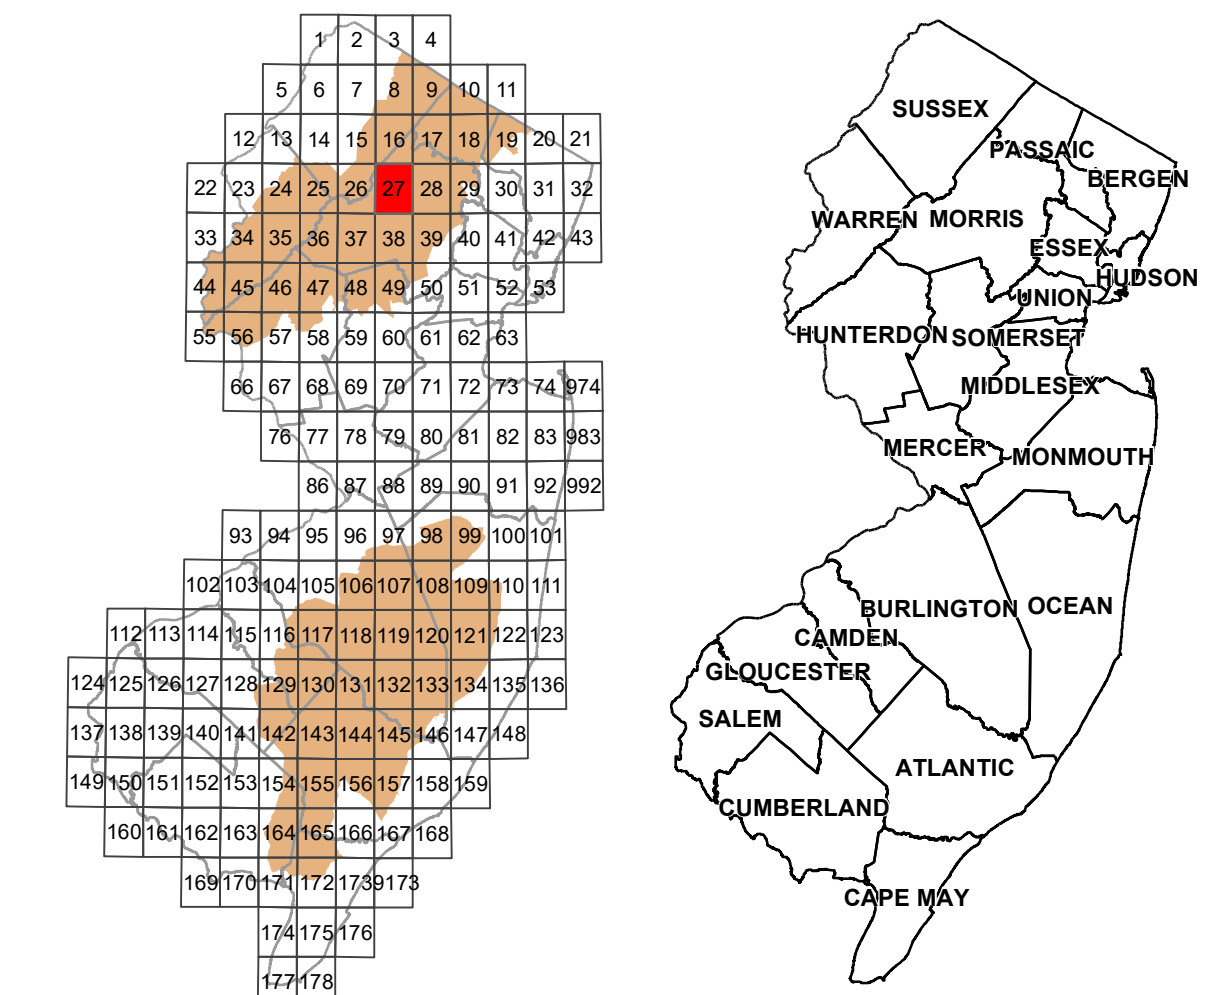 1 2 3 4
5 6 7 8 9 10 11
12 13 14 15 16 17 18 19 20 21
22 23 24 25 26 27 28 29 30 31 32
33 34 35 36 37 38 39 40 41 42 43
44 45 46 47 48 49 50 51 52 53
55 56 57 58 59 60 61 62 63
66 67 68 69 70 71 72 73 74 974
76 77 78 79 80 81 82 83 983
86 87 88 89 90 91 92 992
93 94 95 96 97 98 99 100 101
102 103 104 105 106 107 108 109 110 111
112 113 114 115 116 117 118 119 120 121 122 123
124 125 126 127 128 129 130 131 132 133 134 135 136
137 138 139 140 141 142 143 144 145 146 147 148
149 150 151 152 153 154 155 156 157 158 159
160 161 162 163 164 165 166 167 168
169 170 171 172 173 9173
174 175 176
177 178
SUSSEX
PASSAIC
BERGEN
WARREN MORRIS
ESSEX
HUDSON
UNION
HUNTERDON SOMERSET
MIDDLESEX
MERCER MONMOUTH
BURLINGTON OCEAN
CAMDEN
GLOUCESTER
SALEM
ATLANTIC
CUMBERLAND
CAPE MAY